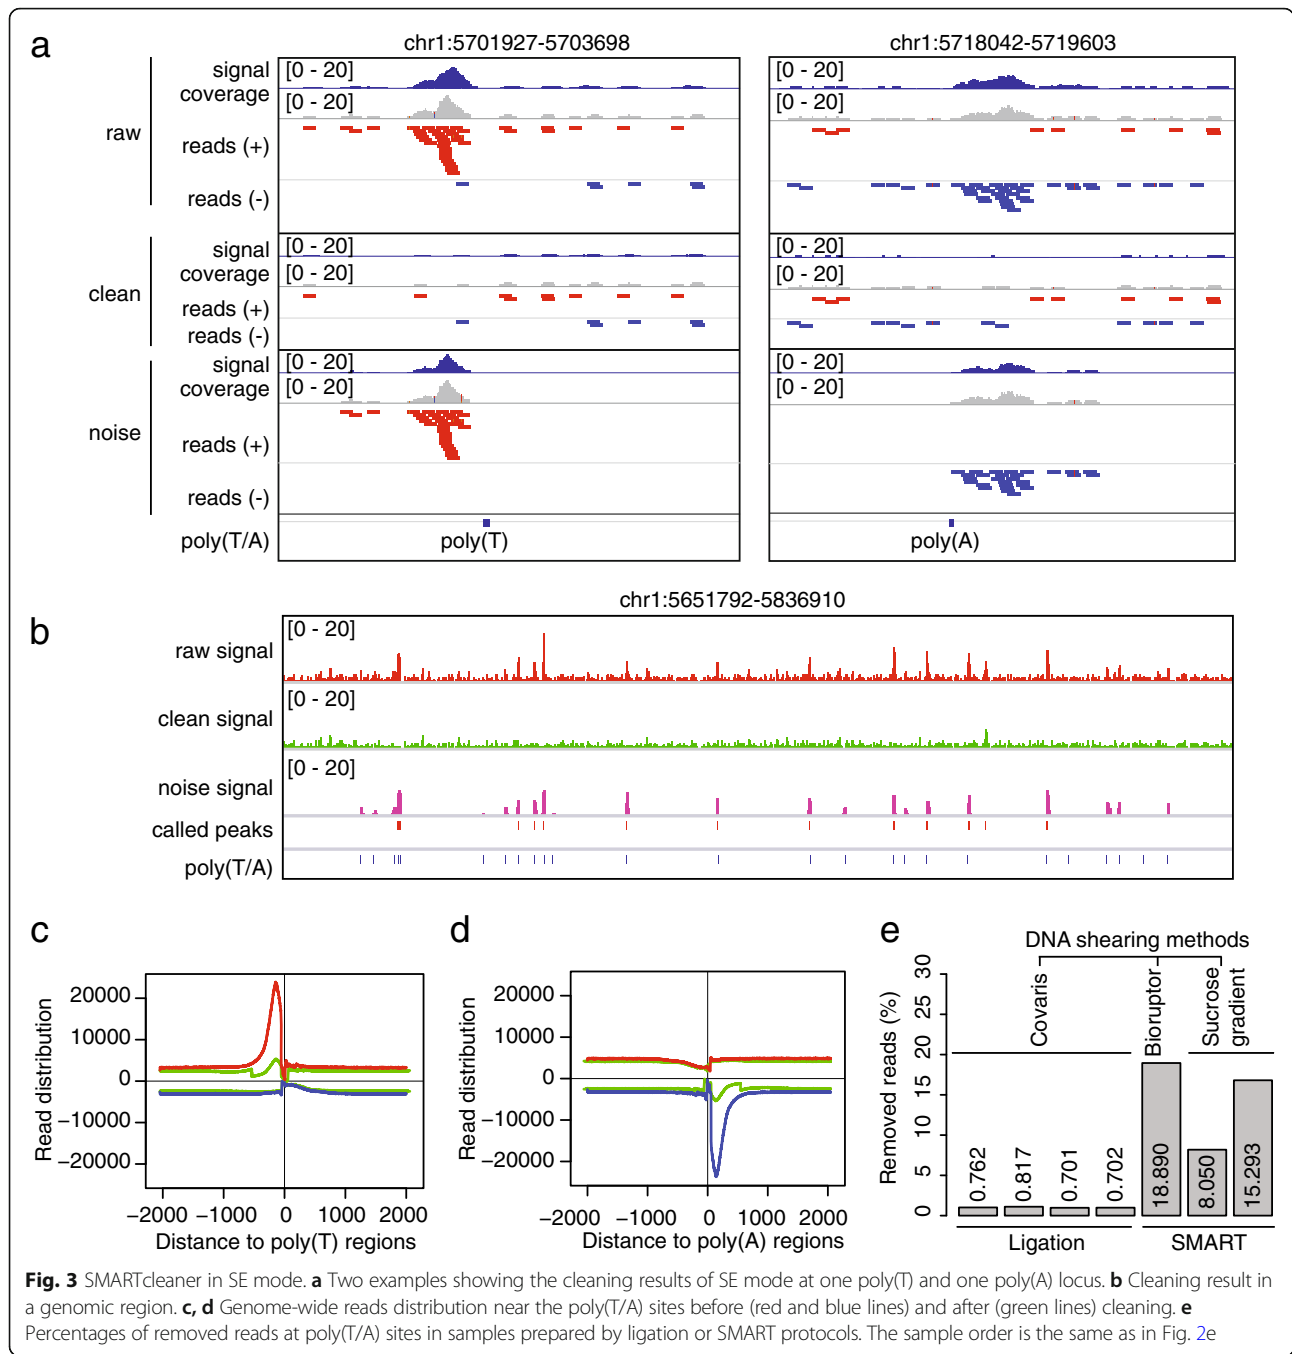 a
chr1:5701927-5703698
chr1:5718042-5719603
raw
signal
coverage
reads (+)
reads (-)
[0 - 20]
[0 - 20]
[0 - 20]
[0 - 20]
clean
signal
coverage
reads (+)
reads (-)
[0 - 20]
[0 - 20]
[0 - 20]
[0 - 20]
noise
signal
coverage
reads (+)
reads (-)
[0 - 20]
[0 - 20]
[0 - 20]
[0 - 20]
poly(T/A)
poly(T)
poly(A)
b
chr1:5651792-5836910
raw signal
[0 - 20]
clean signal
[0 - 20]
noise signal
[0 - 20]
called peaks
poly(T/A)
c
Read distribution
20000
10000
0
−10000
−20000
−2000 −1000 0 1000 2000
Distance to poly(T) regions
d
Read distribution
20000
10000
0
−10000
−20000
−2000 −1000 0 1000 2000
Distance to poly(A) regions
e
DNA shearing methods
Covaris
Bioruptor
Sucrose
gradient
Removed reads (%)
0 5 10 15 20 25 30
0.762
0.817
0.701
0.702
18.890
8.050
15.293
Ligation
SMART
Fig. 3 SMARTcleaner in SE mode. a Two examples showing the cleaning results of SE mode at one poly(T) and one poly(A) locus. b Cleaning result in
a genomic region. c, d Genome-wide reads distribution near the poly(T/A) sites before (red and blue lines) and after (green lines) cleaning. e
Percentages of removed reads at poly(T/A) sites in samples prepared by ligation or SMART protocols. The sample order is the same as in Fig. 2e